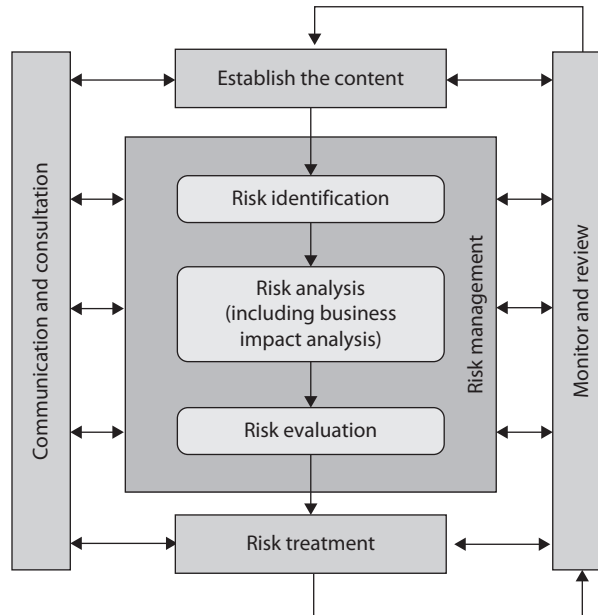 Establish the content
Communication and consultation
Risk identification
Risk analysis
(including business
impact analysis)
Risk evaluation
Risk management
Monitor and review
Risk treatment